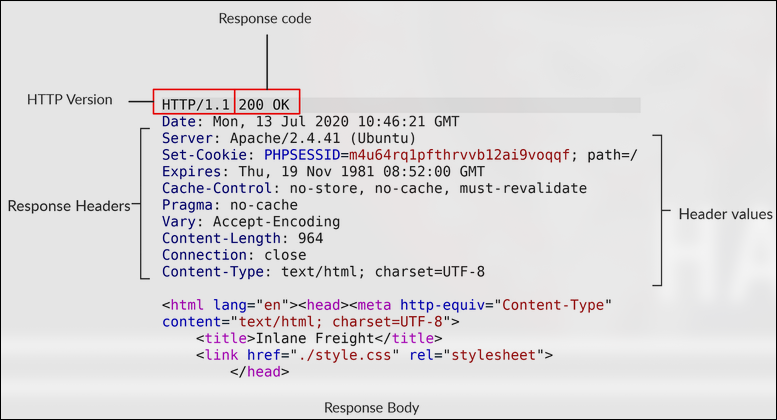 Response code
HTTP Version
HTTP/1.1 200 OK
Date: Mon, 13 Jul 2020 10:46:21 GMT
Server: Apache/2.4.41 (Ubuntu)
Set-Cookie: PHPSESSID=m4u64rq1pfthrvvb12ai9voqqf; path=/
Expires: Thu, 19 Nov 1981 08:52:00 GMT
Cache-Control: no-store, no-cache, must-revalidate
Pragma: no-cache
Vary: Accept-Encoding
Content-Length: 964
Connection: close
Content-Type: text/html; charset=UTF-8
Response Headers
Header values
<html lang="en"><head><meta http-equiv="Content-Type"
content="text/html; charset=UTF-8">
<title>Inlane Freight</title>
<link href="./style.css" rel="stylesheet">
</head>
Response Body
HA